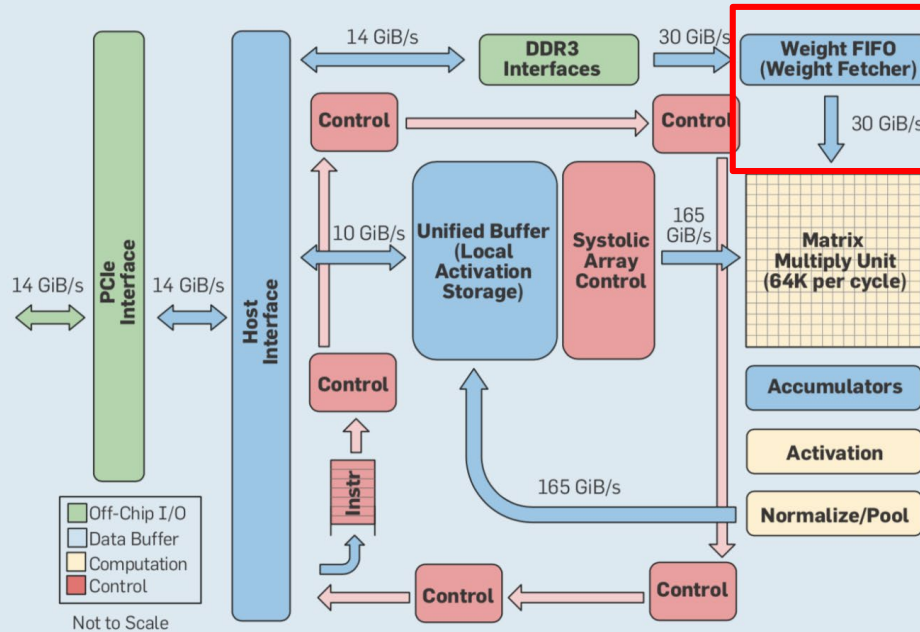 14 GiB/s
DDR3
Interfaces
30 GiB/s
Weight FIFO
(Weight Fetcher)
30 GiB/s
Control
Control
14 GiB/s
PCIe
Interface
14 GiB/s
Host
Interface
10 GiB/s
Unified Buffer
(Local
Activation
Storage)
Systolic
Array
Control
165
GiB/s
Matrix
Multiply Unit
(64K per cycle)
Control
Accumulators
Activation
Instr
165 GiB/s
Normalize/Pool
Off-Chip I/O
Data Buffer
Computation
Control
Not to Scale
Control
Control